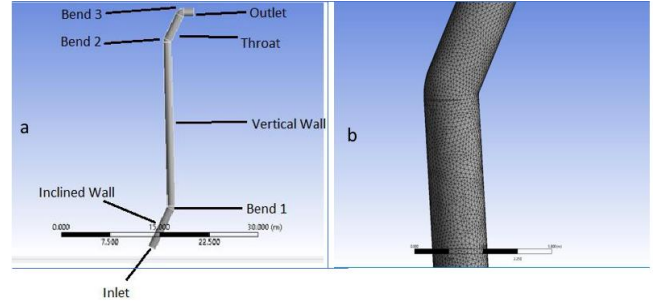 Bend 3
Outlet
Bend 2
Throat
a
b
Vertical Wall
Inclined Wall
Bend 1
0.000
15.000
30.000 (m)
7.500
22.500
Inlet